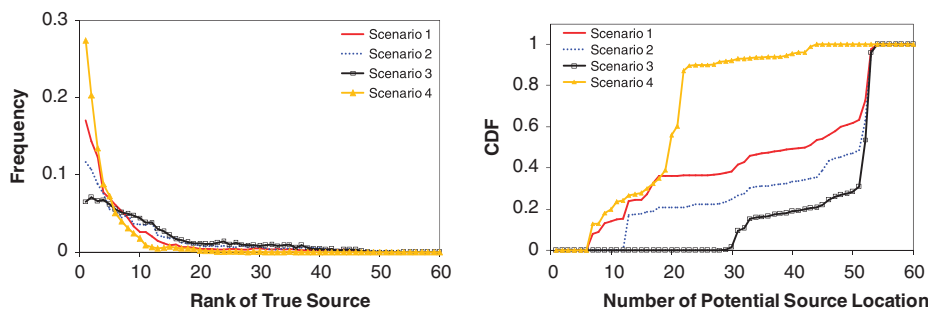 0.3
0.2
0.1
0
Frequency
0 10 20 30 40 50 60
Rank of True Source
Scenario 1
Scenario 2
Scenario 3
Scenario 4
1
0.8
0.6
0.4
0.2
0
CDF
0 10 20 30 40 50 60
Number of Potential Source Location
Scenario 1
Scenario 2
Scenario 3
Scenario 4